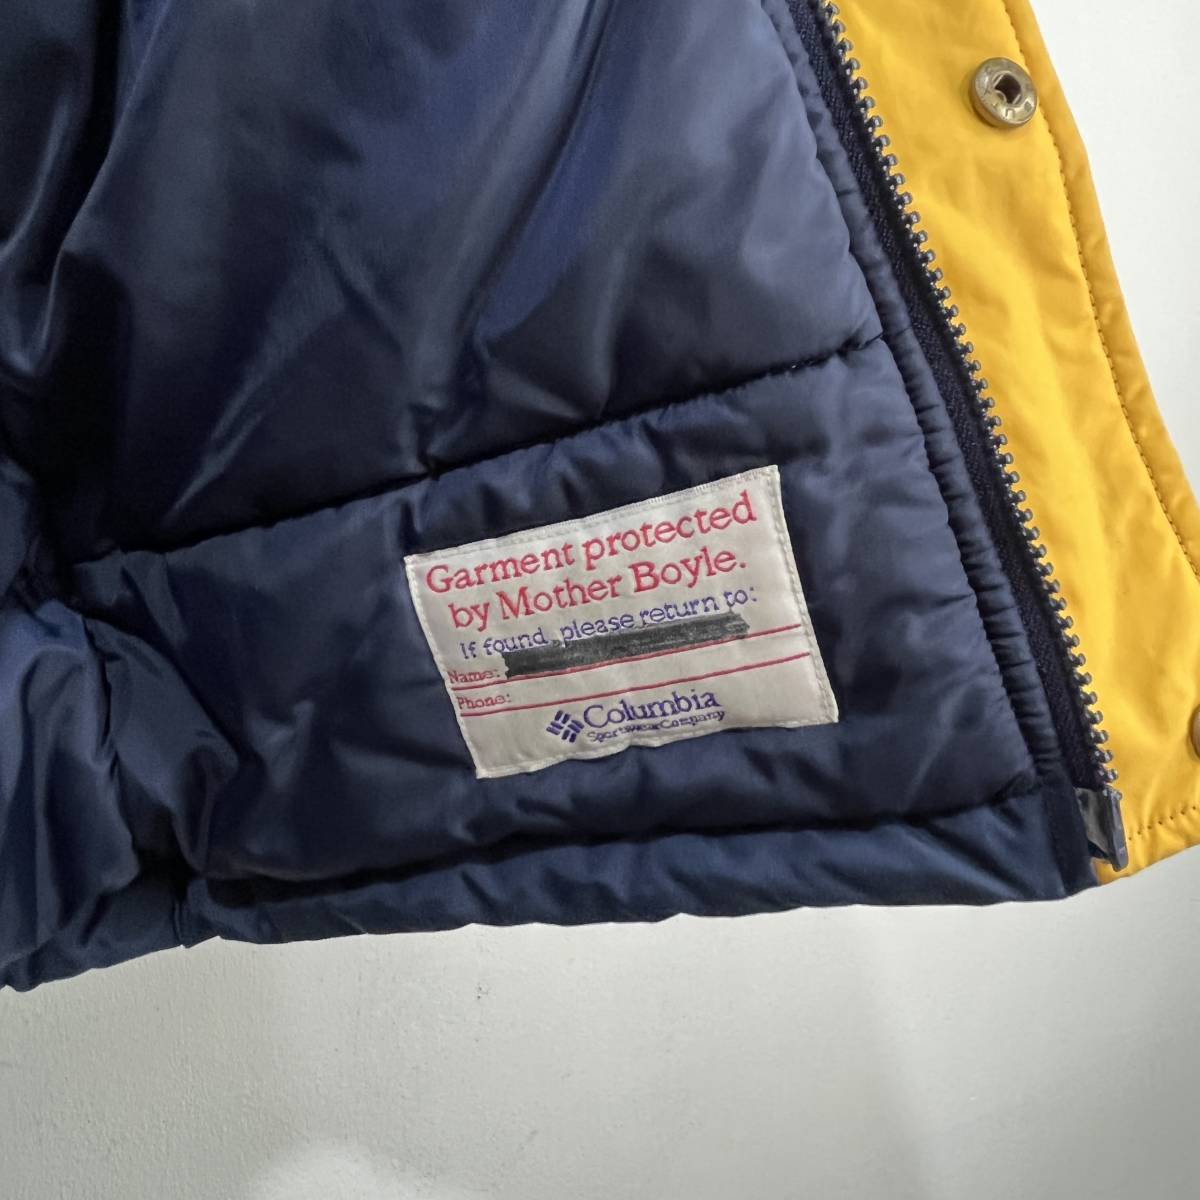 Garment protected
by Mother Boyle.
If found, please return to:
Name:
Phone:
Columbia
Sportswear Company